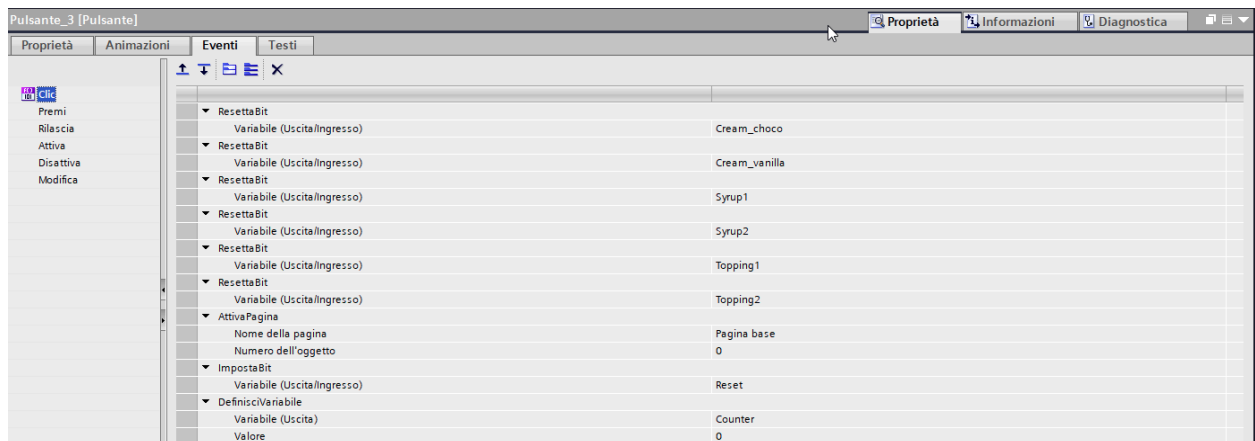 Pulsante_3 [Pulsante]
Proprietà Informazioni Diagnostica
Proprietà Animazioni Eventi Testi
Clic
Premi
Rilascia
Attiva
Disattiva
Modifica
ResettaBit
Variabile (Uscita/Ingresso) Cream_choco
ResettaBit
Variabile (Uscita/Ingresso) Cream_vanilla
ResettaBit
Variabile (Uscita/Ingresso) Syrup1
ResettaBit
Variabile (Uscita/Ingresso) Syrup2
ResettaBit
Variabile (Uscita/Ingresso) Topping1
ResettaBit
Variabile (Uscita/Ingresso) Topping2
AttivaPagina
Nome della pagina Pagina base
Numero dell'oggetto 0
ImpostaBit
Variabile (Uscita/Ingresso) Reset
DefinisciVariabile
Variabile (Uscita) Counter
Valore 0